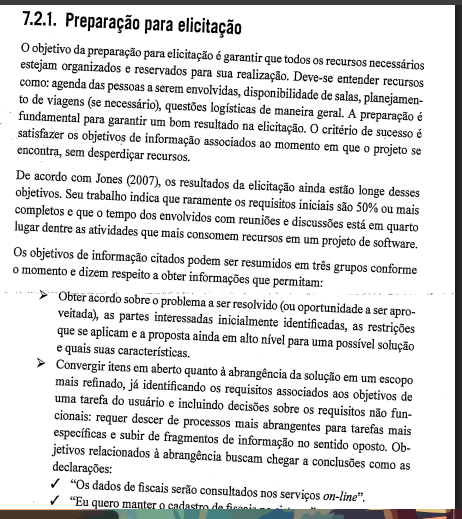 7.2.1. Preparação para elicitação
O objetivo da preparação para elicitação é garantir que todos os recursos necessários
estejam organizados e reservados para sua realização. Deve-se entender recursos
como: agenda das pessoas a serem envolvidas, disponibilidade de salas, planejamen-
to de viagens (se necessário), questões logísticas de maneira geral. A preparação é
fundamental para garantir um bom resultado na elicitação. O critério de sucesso é
satisfazer os objetivos de informação associados ao momento em que o projeto se
encontra, sem desperdiçar recursos.
De acordo com Jones (2007), os resultados da elicitação ainda estão longe desses
objetivos. Seu trabalho indica que raramente os requisitos iniciais são 50% ou mais
completos e que o tempo dos envolvidos com reuniões e discussões está em quarto
lugar dentre as atividades que mais consomem recursos em um projeto de software.
Os objetivos de informação citados podem ser resumidos em três grupos conforme
o momento e dizem respeito a obter informações que permitam:
➤ Obter acordo sobre o problema a ser resolvido (ou oportunidade a ser apro-
veitada), as partes interessadas inicialmente identificadas, as restrições
que se aplicam e a proposta ainda em alto nível para uma possível solução
e quais suas características.
➤ Convergir itens em aberto quanto à abrangência da solução em um escopo
mais refinado, já identificando os requisitos associados aos objetivos de
uma tarefa do usuário e incluindo decisões sobre os requisitos não fun-
cionais: requer descer de processos mais abrangentes para tarefas mais
específicas e subir de fragmentos de informação no sentido oposto. Ob-
jetivos relacionados à abrangência buscam chegar a conclusões como as
declarações:
✓ "Os dados de fiscais serão consultados nos serviços on-line".
✓ "Eu quero manter o cadastro de fiscais